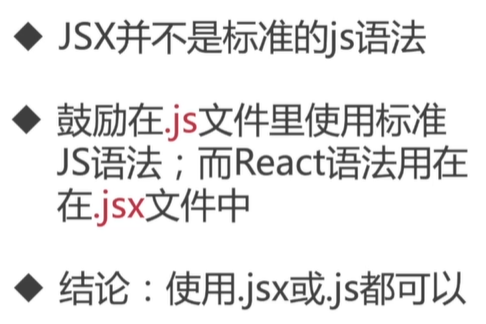 ◆ JSX并不是标准的js语法
◆ 鼓励在.js文件里使用标准
JS语法；而React语法用在
在.jsx文件中
◆ 结论：使用.jsx或.js都可以